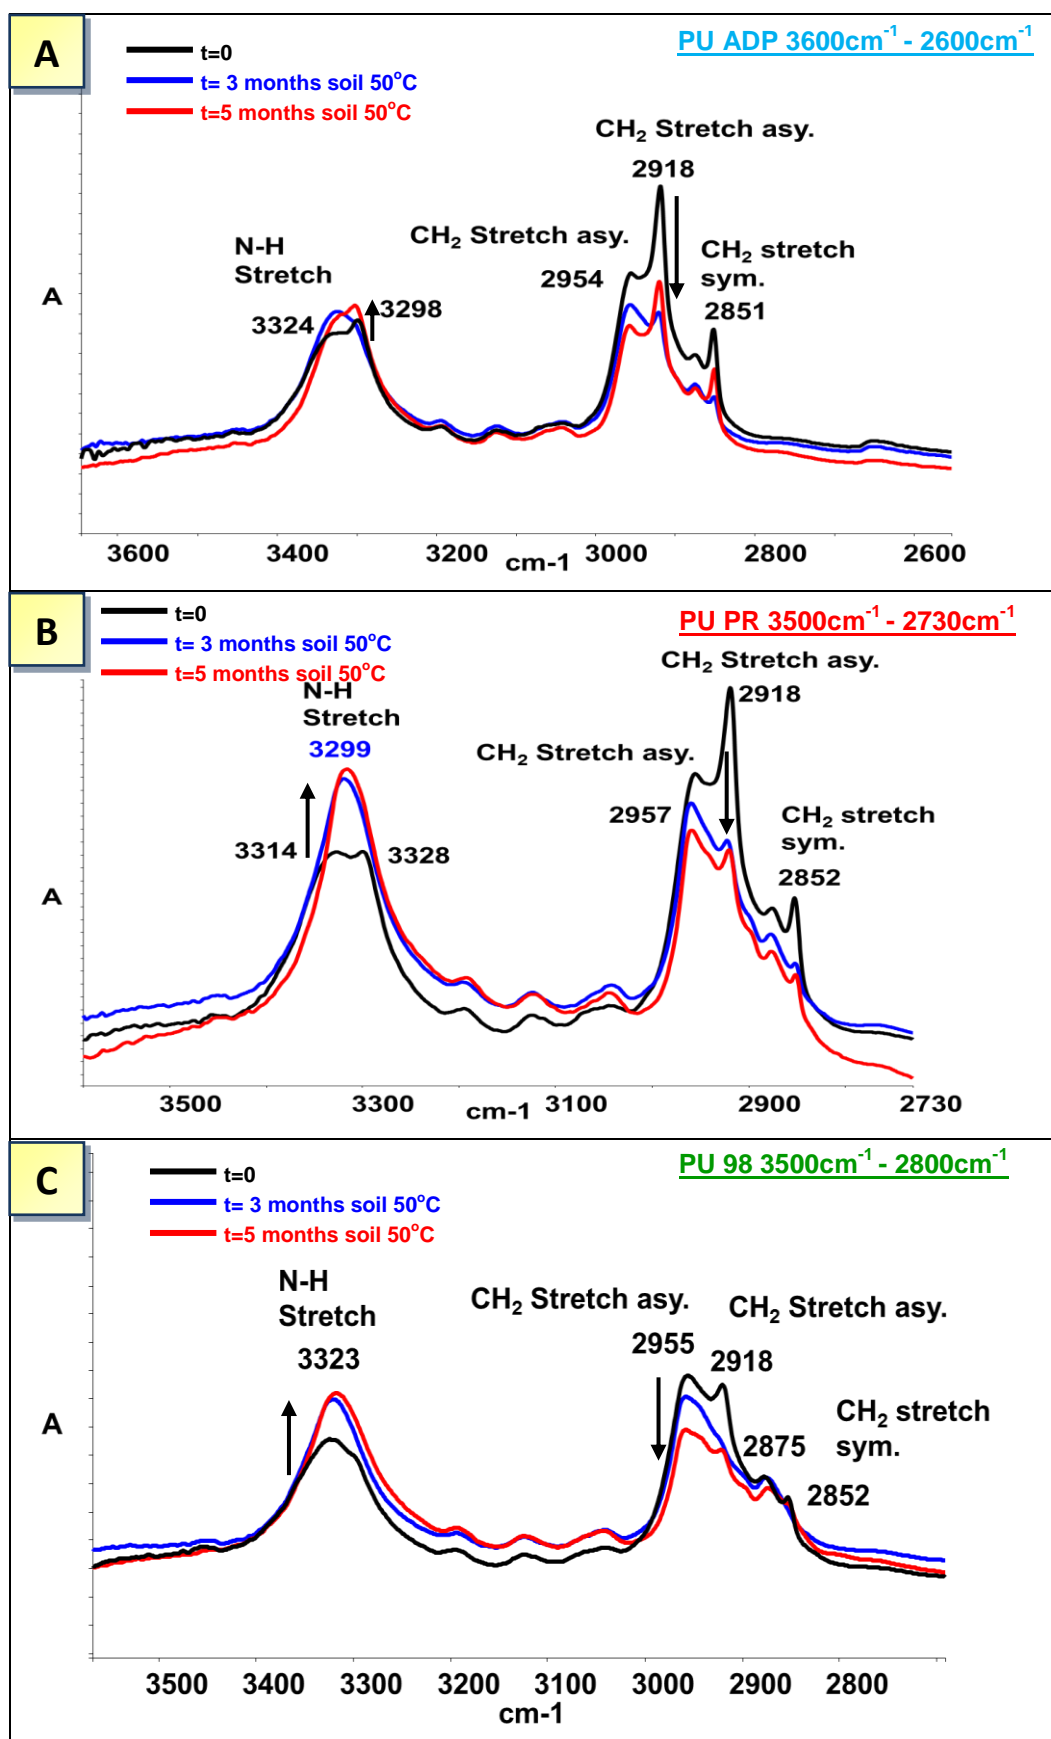 A
t=0
t= 3 months soil 50°C
t=5 months soil 50°C
PU ADP 3600cm⁻¹ - 2600cm⁻¹
CH₂ Stretch asy.
2918
CH₂ Stretch asy.
2954
CH₂ stretch
sym.
2851
N-H
Stretch
3324
3298
A
3600
3400
3200
3000
2800
2600
cm-1
B
t=0
t= 3 months soil 50°C
t=5 months soil 50°C
PU PR 3500cm⁻¹ - 2730cm⁻¹
CH₂ Stretch asy.
2918
N-H
Stretch
3299
CH₂ Stretch asy.
2957
CH₂ stretch
sym.
2852
3314
3328
A
3500
3300
cm-1
3100
2900
2730
C
t=0
t= 3 months soil 50°C
t=5 months soil 50°C
PU 98 3500cm⁻¹ - 2800cm⁻¹
N-H
Stretch
3323
CH₂ Stretch asy.
2955
CH₂ Stretch asy.
2918
CH₂ stretch
sym.
2875
2852
A
3500
3400
3300
3200
3100
3000
2900
2800
cm-1